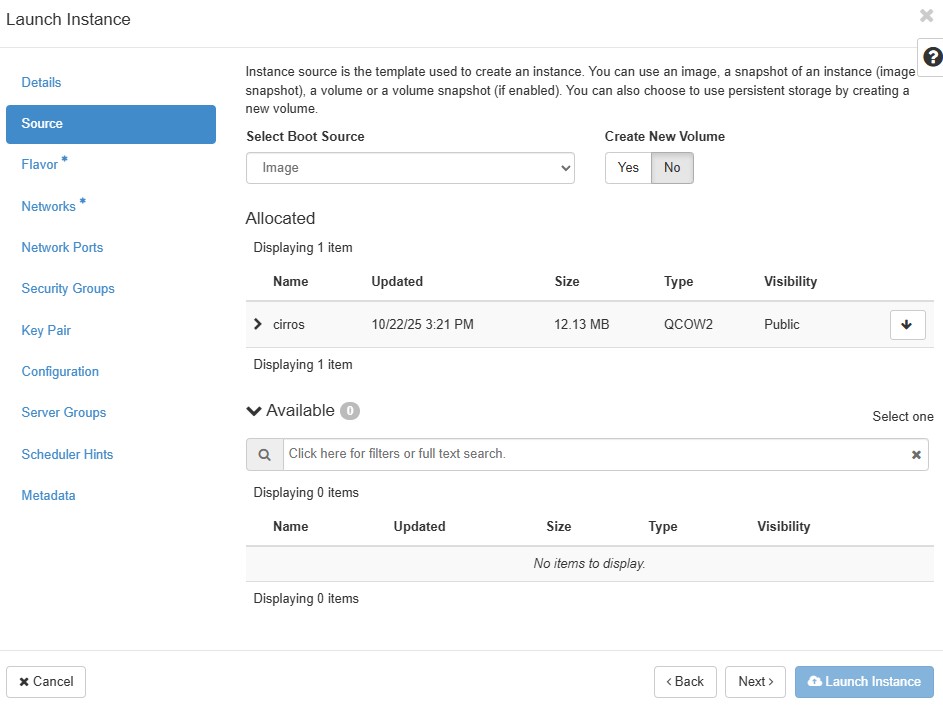 Launch Instance
Details
Source
Flavor *
Networks *
Network Ports
Security Groups
Key Pair
Configuration
Server Groups
Scheduler Hints
Metadata
Instance source is the template used to create an instance. You can use an image, a snapshot of an instance (image
snapshot), a volume or a volume snapshot (if enabled). You can also choose to use persistent storage by creating a
new volume.
Select Boot Source
Create New Volume
Image
Yes No
Allocated
Displaying 1 item
Name Updated Size Type Visibility
cirros 10/22/25 3:21 PM 12.13 MB QCOW2 Public
Displaying 1 item
Available 0
Select one
Click here for filters or full text search.
Displaying 0 items
Name Updated Size Type Visibility
No items to display.
Displaying 0 items
Cancel
Back
Next
Launch Instance